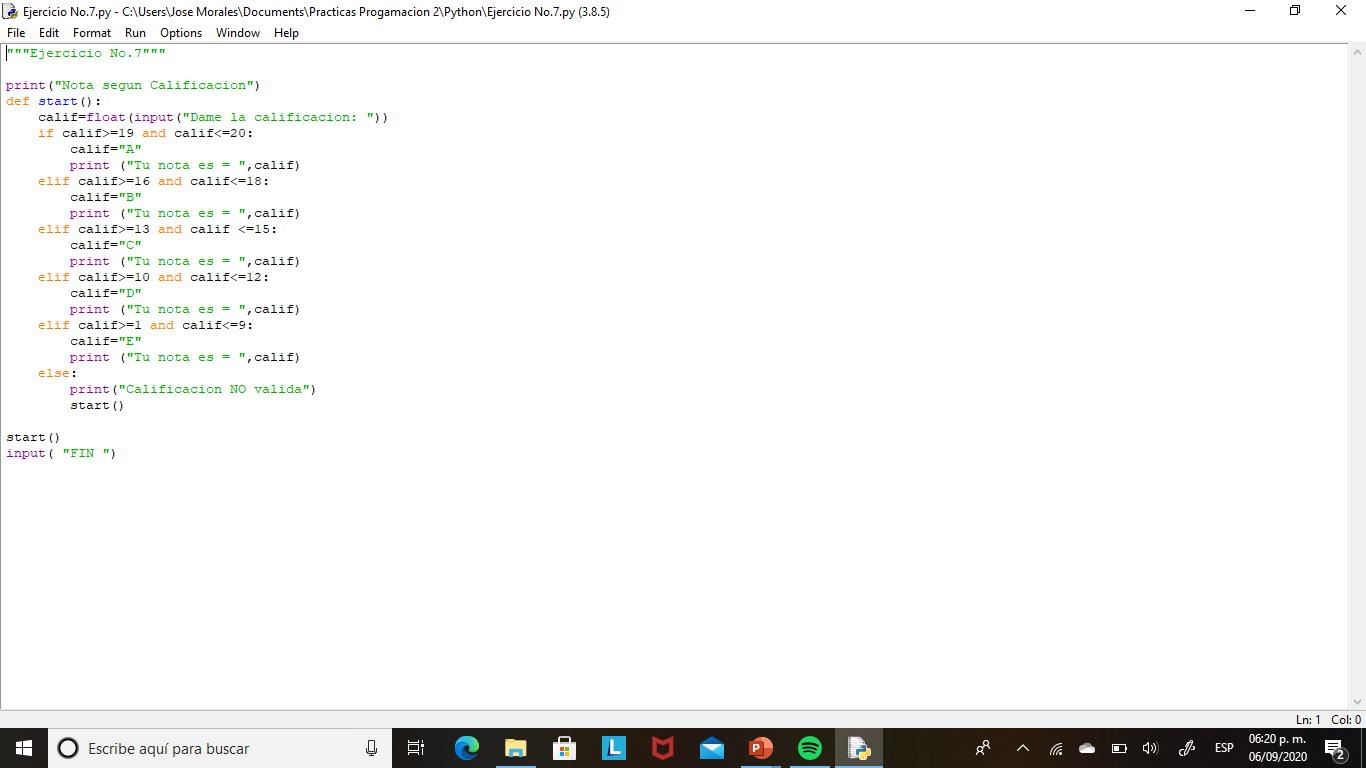 Ejercicio No.7.py - C:\Users\Jose Morales\Documents\Practicas Progamacion 2\Python\Ejercicio No.7.py (3.8.5)
File Edit Format Run Options Window Help
"""Ejercicio No.7"""
print("Nota segun Calificacion")
def start():
    calif=float(input("Dame la calificacion: "))
    if calif>=19 and calif<=20:
        calif="A"
        print ("Tu nota es = ",calif)
    elif calif>=16 and calif<=18:
        calif="B"
        print ("Tu nota es = ",calif)
    elif calif>=13 and calif <=15:
        calif="C"
        print ("Tu nota es = ",calif)
    elif calif>=10 and calif<=12:
        calif="D"
        print ("Tu nota es = ",calif)
    elif calif>=1 and calif<=9:
        calif="E"
        print ("Tu nota es = ",calif)
    else:
        print("Calificacion NO valida")
        start()
start()
input( "FIN ")
Ln: 1 Col: 0
Escribe aquí para buscar
L
P
ESP
06:20 p. m.
06/09/2020
2